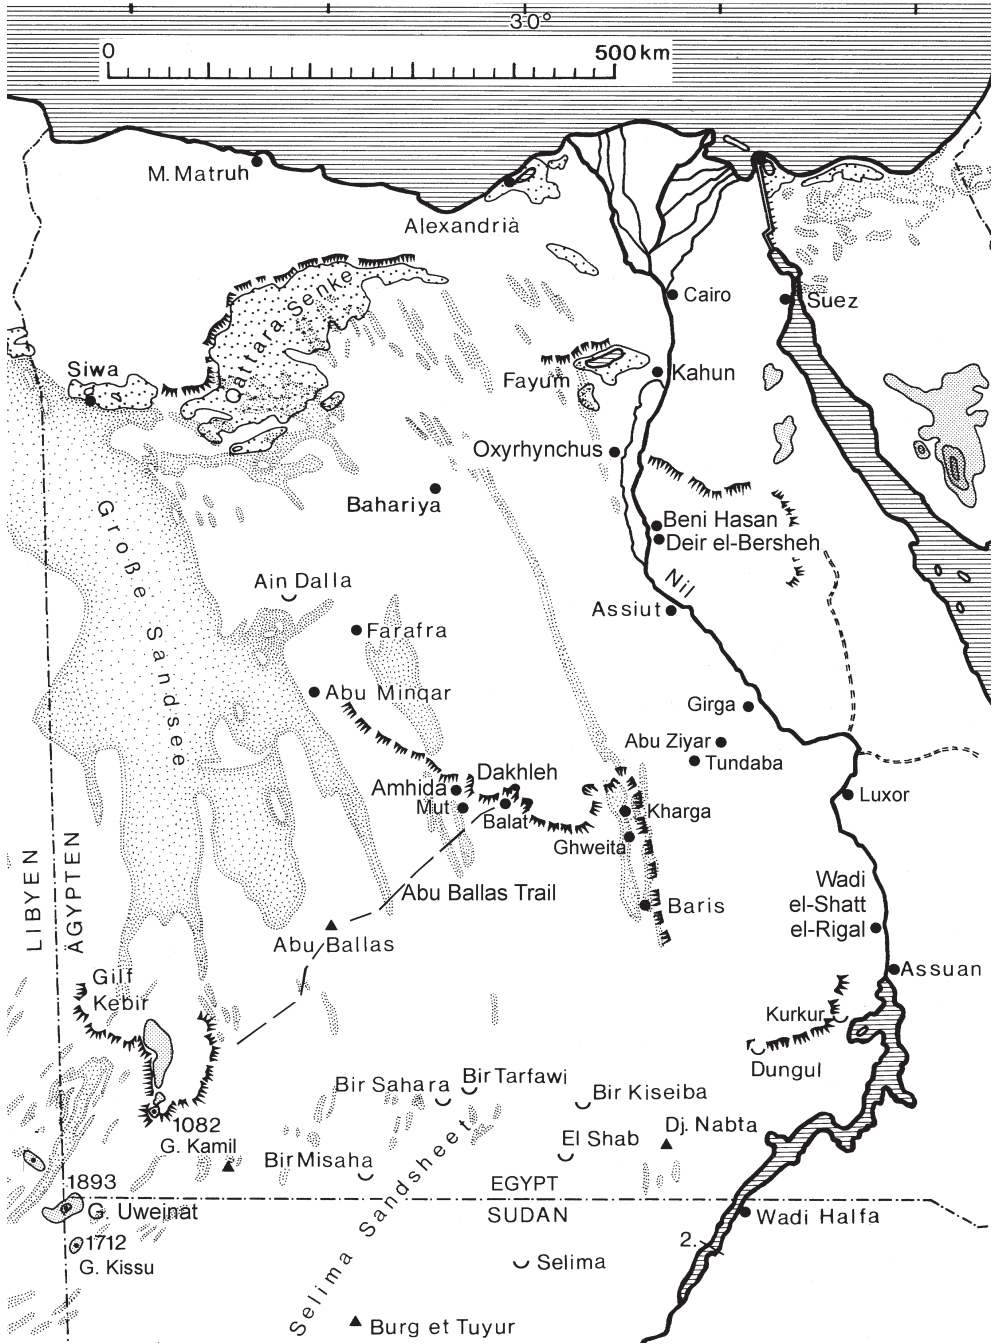 30°
0
500 km
M. Matruh
Alexandrià
Cairo
Suez
Qattara Senke
Siwa
Fayum
Kahun
Oxyrhynchus
Bahariya
Beni Hasan
Deir el-Bersheh
Große Sandsee
Ain Dalla
Nil
Assiut
Farafra
Abu Minqar
Girga
Abu Ziyar
Tundaba
Dakhleh
Amhida
Mut
Balat
Kharga
Luxor
Ghweita
LIBYEN
ÄGYPTEN
Abu Ballas Trail
Baris
Wadi
el-Shatt
el-Rigal
Abu Ballas
Assuan
Gilf
Kebir
Kurkur
Dungul
Bir Sahara
Bir Tarfawi
Bir Kiseiba
1082
G. Kamil
El Shab
Dj. Nabta
Bir Misaha
1893
EGYPT
G. Uweinat
SUDAN
Wadi Halfa
1712
G. Kissu
2.
Selima
Selima Sandsheet
Burg et Tuyur